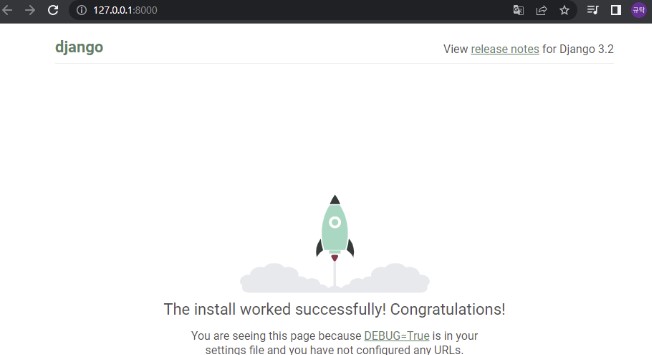 127.0.0.1:8000
규학
django
View release notes for Django 3.2
The install worked successfully! Congratulations!
You are seeing this page because DEBUG=True is in your
settings file and you have not configured any URLs.